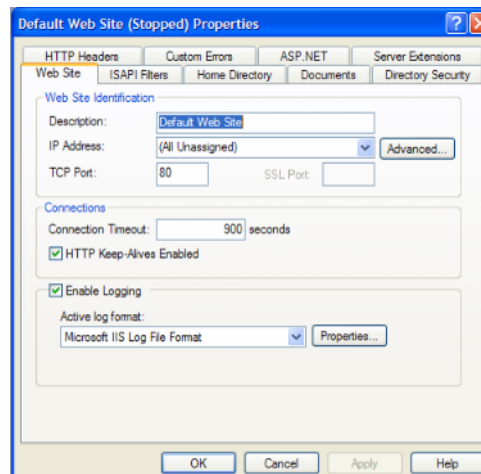 Default Web Site (Stopped) Properties
HTTP Headers Custom Errors ASP.NET Server Extensions
Web Site ISAPI Filters Home Directory Documents Directory Security
Web Site Identification
Description: Default Web Site
IP Address: (All Unassigned) Advanced...
TCP Port: 80 SSL Port:
Connections
Connection Timeout: 900 seconds
HTTP Keep-Alives Enabled
Enable Logging
Active log format:
Microsoft IIS Log File Format Properties...
OK Cancel Apply Help